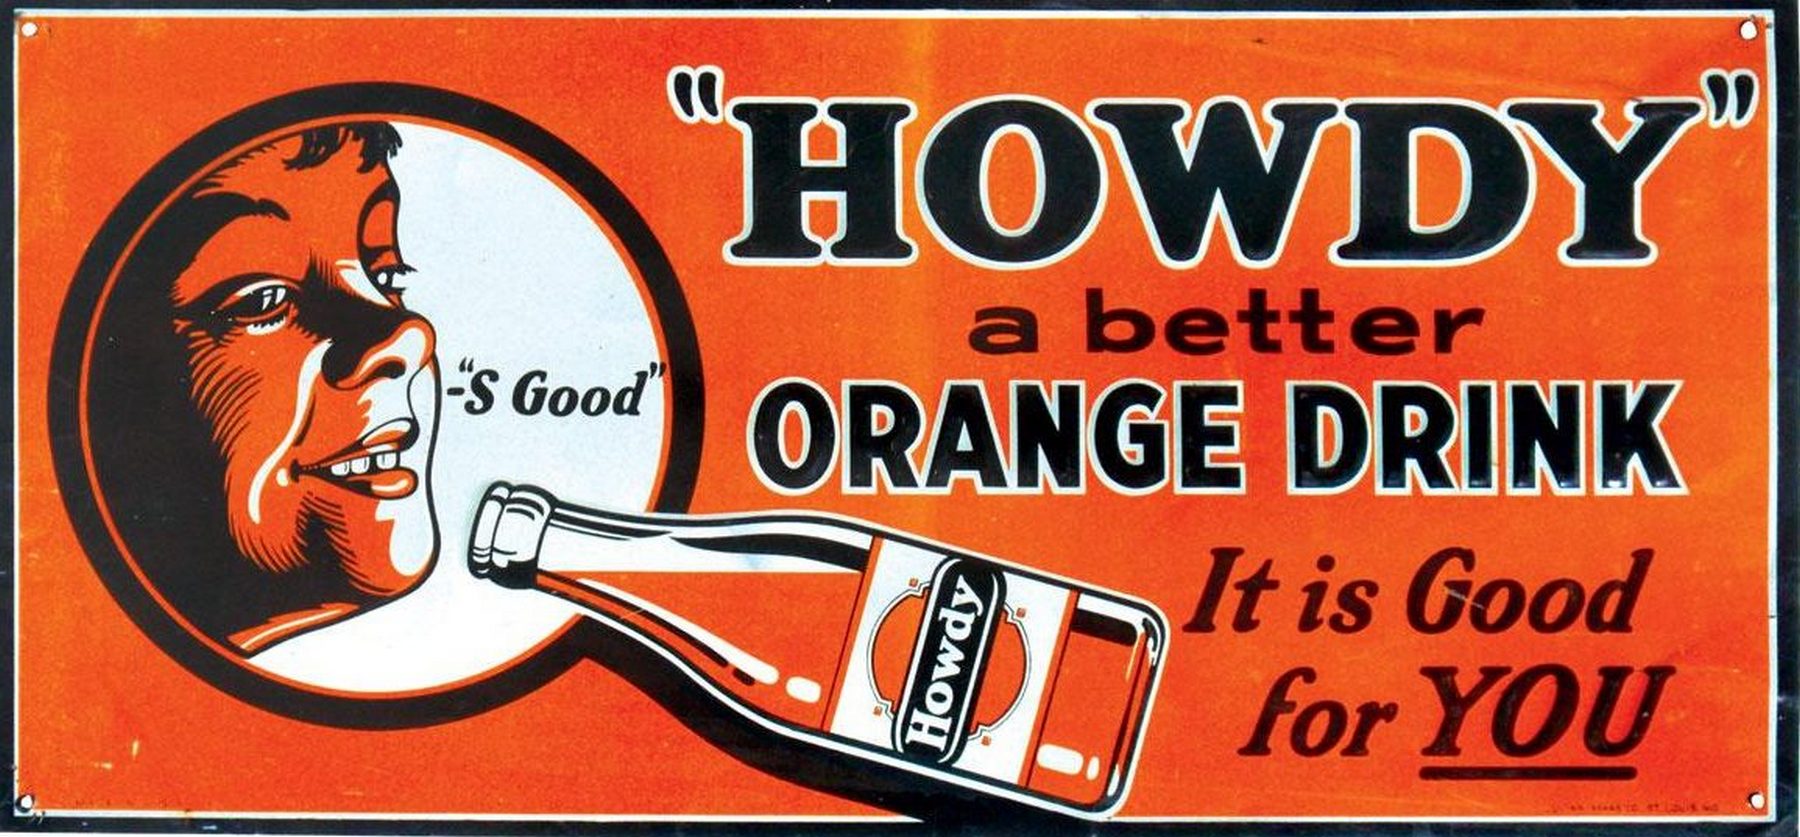 "HOWDY"
a better
ORANGE DRINK
-"S Good"
Howdy
It is Good
for YOU